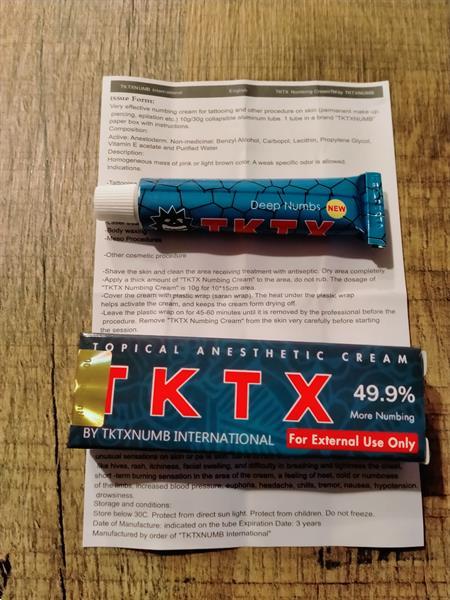 TKTXNUMB International English TKTX Numbing Cream/Away TKTXNUMB
Issue Form:
Very effective numbing cream for tattooing and other procedure on skin (permanent make-up,
piercing, epilation etc.) 10g/30g collapsible aluminum tube. 1 tube in a brand "TKTXNUMB"
paper box with instructions.
Composition:
Active: Anestoderm: Non-medicinal: Benzyl Alcohol, Carbopol, Lecithin, Propylene Glycol,
Vitamin E acetate and Purified Water
Description:
Homogeneous mass of pink or light brown color. A weak specific odor is allowed.
Indications:
-Tattooing
Deep Numbs NEW
TKTX
-Body waxing
-Meso Procedures
-Other cosmetic procedure
-Shave the skin and clean the area receiving treatment with antiseptic. Dry area completely
-Apply a thick amount of "TKTX Numbing Cream" to the area, do not rub. The dosage of
"TKTX Numbing Cream" is 10g for 10*15cm area.
-Cover the cream with plastic wrap (saran wrap). The heat under the plastic wrap
helps activate, and keeps the cream form drying off.
-Leave the plastic wrap on for 45-60 minutes until it is removed by the professional before the
procedure. Remove "TKTX Numbing Cream" from the skin very carefully before starting
the session.
TOPICAL ANESTHETIC CREAM
TKTX
49.9%
More Numbing
BY TKTXNUMB INTERNATIONAL
For External Use Only
unusual sensations on skin or
like hives, rash, itchiness, facial swelling, and difficulty in breathing and tightness the chest,
short -term burning sensation in the area of the cream, a feeling of heat, cold or numbness
of the limbs, increased blood pressure, euphoria, headache, chills, tremor, nausea, hypotension,
drowsiness.
Storage and conditions:
Store below 30C. Protect from direct sun light. Protect from children. Do not freeze.
Date of Manufacture: indicated on the tube Expiration Date: 3 years
Manufactured by order of "TKTXNUMB International"